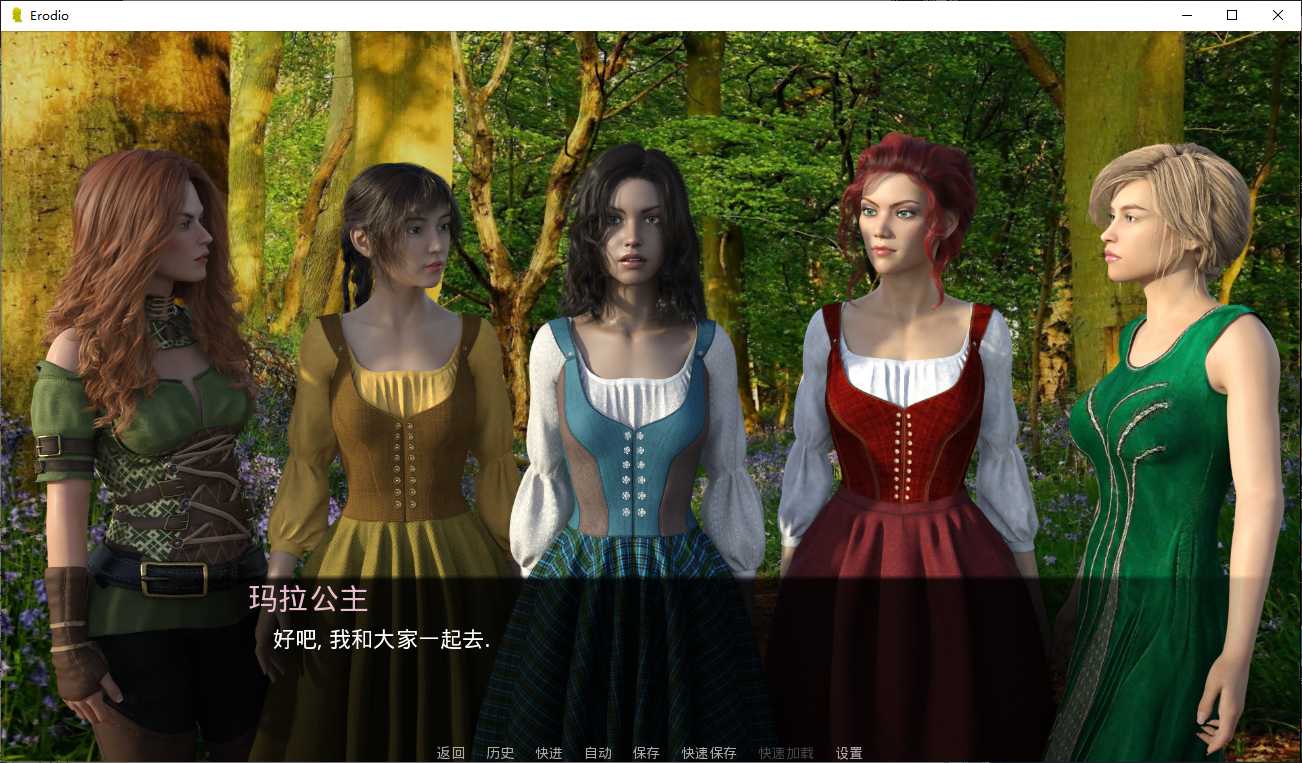 Erodio
玛拉公主
好吧, 我和大家一起去.
返回 历史 快进 自动 保存 快速保存 快速加载 设置